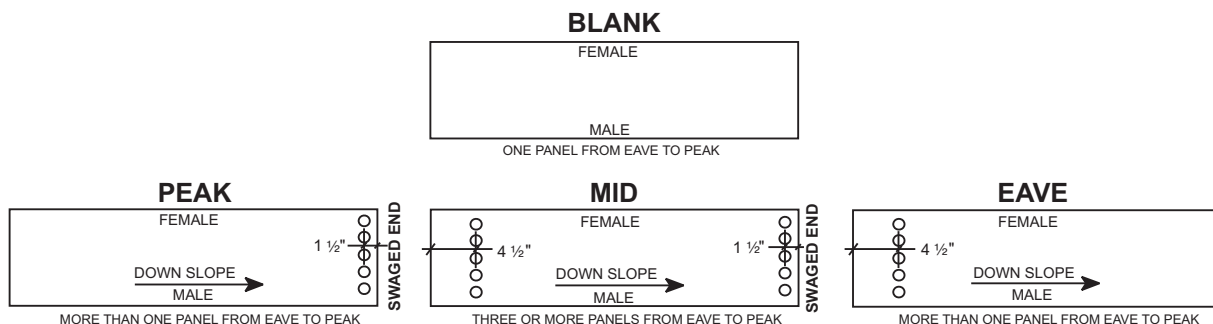 BLANK
FEMALE
MALE
ONE PANEL FROM EAVE TO PEAK
PEAK
FEMALE
1 ½"
DOWN SLOPE
MALE
SWAGED END
MORE THAN ONE PANEL FROM EAVE TO PEAK
MID
FEMALE
4 ½"
1 ½"
DOWN SLOPE
MALE
SWAGED END
THREE OR MORE PANELS FROM EAVE TO PEAK
EAVE
FEMALE
4 ½"
DOWN SLOPE
MALE
MORE THAN ONE PANEL FROM EAVE TO PEAK